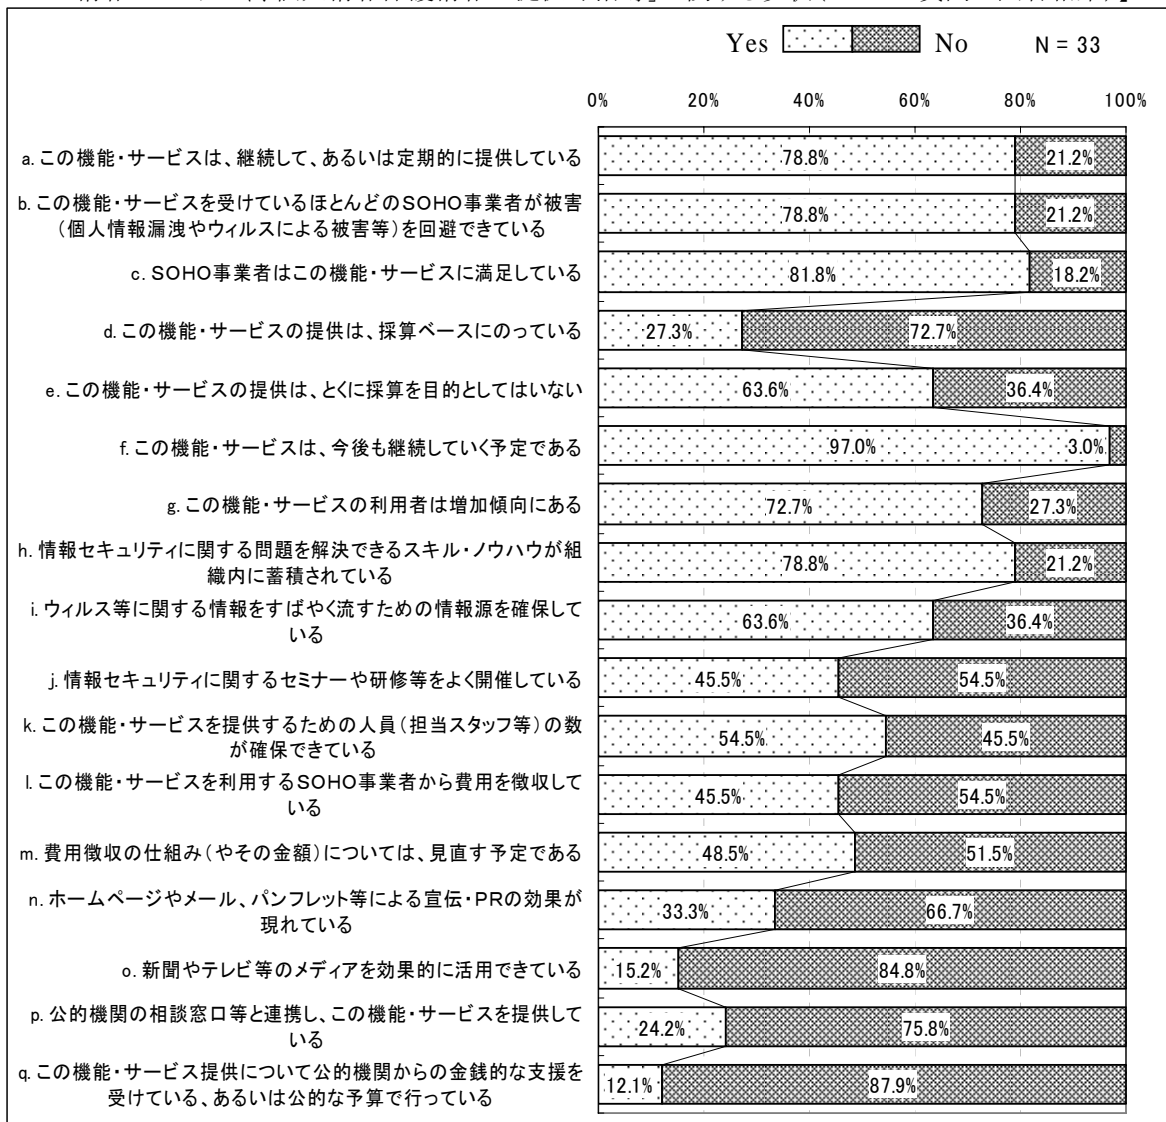 Yes No N = 33
0% 20% 40% 60% 80% 100%
a. この機能・サービスは、継続して、あるいは定期的に提供している 78.8% 21.2%
b. この機能・サービスを受けているほとんどのSOHO事業者が被害
(個人情報漏洩やウィルスによる被害等)を回避できている 78.8% 21.2%
c. SOHO事業者はこの機能・サービスに満足している 81.8% 18.2%
d. この機能・サービスの提供は、採算ベースにのっている 27.3% 72.7%
e. この機能・サービスの提供は、とくに採算を目的としてはいない 63.6% 36.4%
f. この機能・サービスは、今後も継続していく予定である 97.0% 3.0%
g. この機能・サービスの利用者は増加傾向にある 72.7% 27.3%
h. 情報セキュリティに関する問題を解決できるスキル・ノウハウが組
織内に蓄積されている 78.8% 21.2%
i. ウィルス等に関する情報をすばやく流すための情報源を確保して
いる 63.6% 36.4%
j. 情報セキュリティに関するセミナーや研修等をよく開催している 45.5% 54.5%
k. この機能・サービスを提供するための人員(担当スタッフ等)の数
が確保できている 54.5% 45.5%
l. この機能・サービスを利用するSOHO事業者から費用を徴収して
いる 45.5% 54.5%
m. 費用徴収の仕組み(やその金額)については、見直す予定である 48.5% 51.5%
n. ホームページやメール、パンフレット等による宣伝・PRの効果が
現れている 33.3% 66.7%
o. 新聞やテレビ等のメディアを効果的に活用できている 15.2% 84.8%
p. 公的機関の相談窓口等と連携し、この機能・サービスを提供して
いる 24.2% 75.8%
q. この機能・サービス提供について公的機関からの金銭的な支援を
受けている、あるいは公的な予算で行っている 12.1% 87.9%